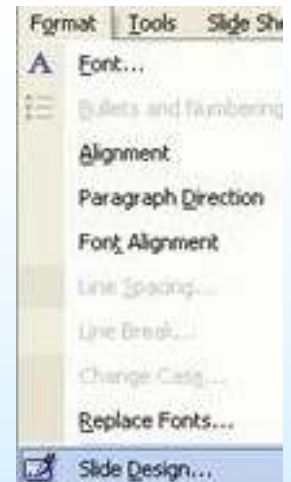 Format Tools Slide Sh
Font...
Bullets and Numbering
Alignment
Paragraph Direction
Font Alignment
Line Spacing...
Line Break...
Change Case...
Replace Fonts...
Slide Design...